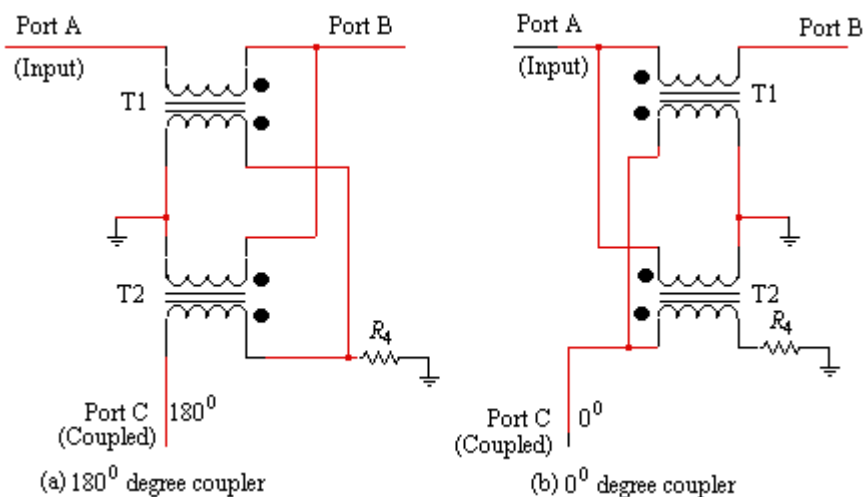 Port A
Port B
(Input)
T1
T2
R4
Port C
180⁰
(Coupled)
(a) 180⁰ degree coupler
Port A
Port B
(Input)
T1
T2
R4
Port C
0⁰
(Coupled)
(b) 0⁰ degree coupler